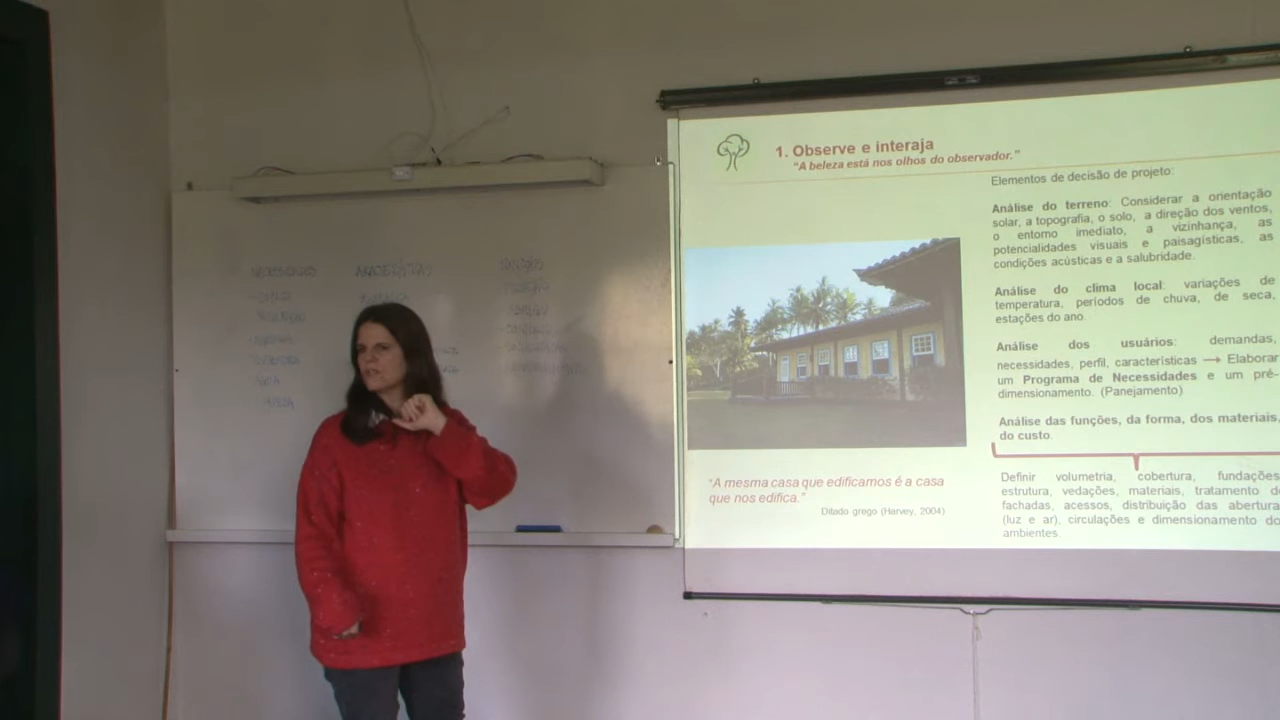 1. Observe e interaja
"A beleza está nos olhos do observador."
Elementos de decisão de projeto:
Análise do terreno: Considerar a orientação
solar, a topografia, o solo, a direção dos ventos,
o entorno imediato, a vizinhança, as
potencialidades visuais e paisagísticas, as
condições acústicas e a salubridade.
Análise do clima local: variações de
temperatura, períodos de chuva, de seca,
estações do ano.
Análise dos usuários: demandas,
necessidades, perfil, características → Elaborar
um Programa de Necessidades e um pré-
dimensionamento. (Panejamento)
Análise das funções, da forma, dos materiais,
do custo.
"A mesma casa que edificamos é a casa
que nos edifica."
Ditado grego (Harvey, 2004)
Definir volumetria, cobertura, fundações
estrutura, vedações, materiais, tratamento d
fachadas, acessos, distribuição das abertura
(luz e ar), circulações e dimensionamento do
ambientes.